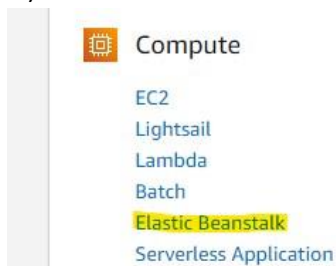 Compute
EC2
Lightsail
Lambda
Batch
Elastic Beanstalk
Serverless Application